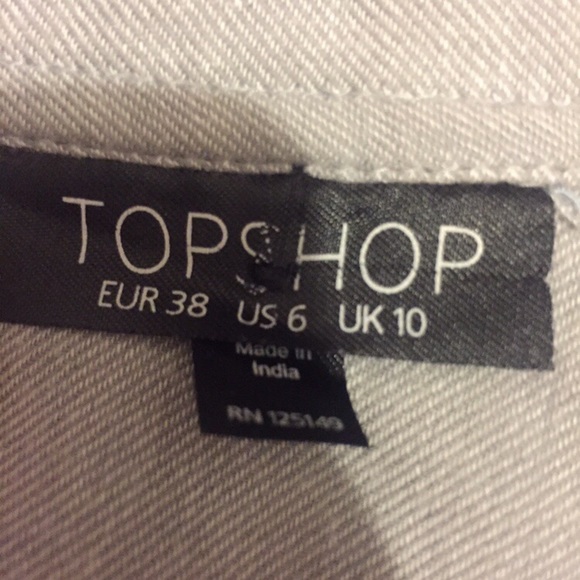 TOPSHOP
EUR 38 US 6 UK 10
Made in
India
RN 125149